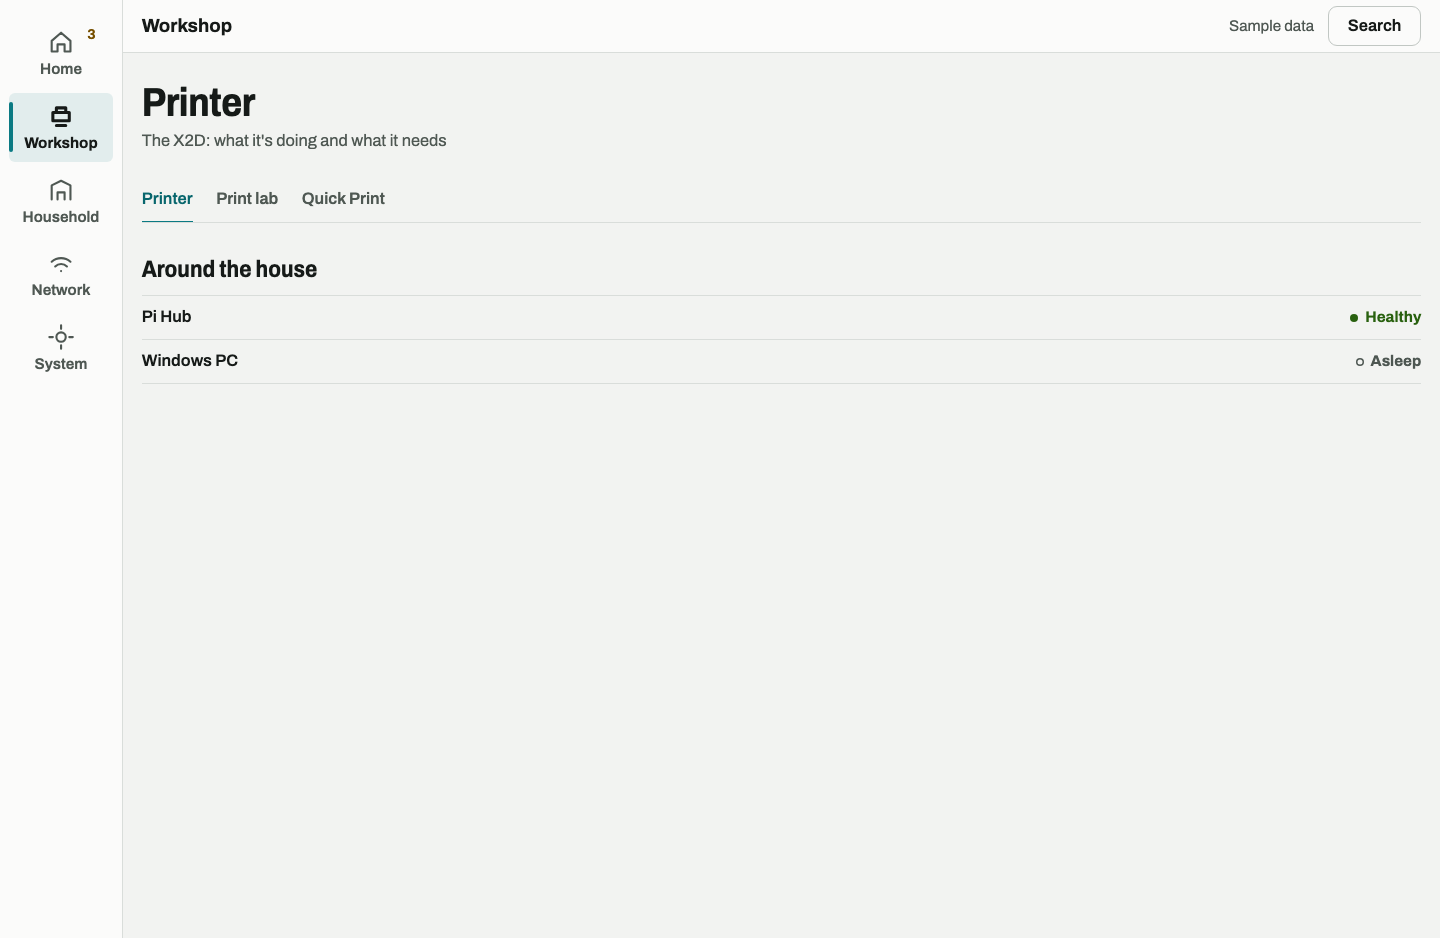 3
Home
Workshop
Household
Network
System
Workshop
Sample data
Search
Printer
The X2D: what it's doing and what it needs
Printer
Print lab
Quick Print
Around the house
Pi Hub
Healthy
Windows PC
Asleep